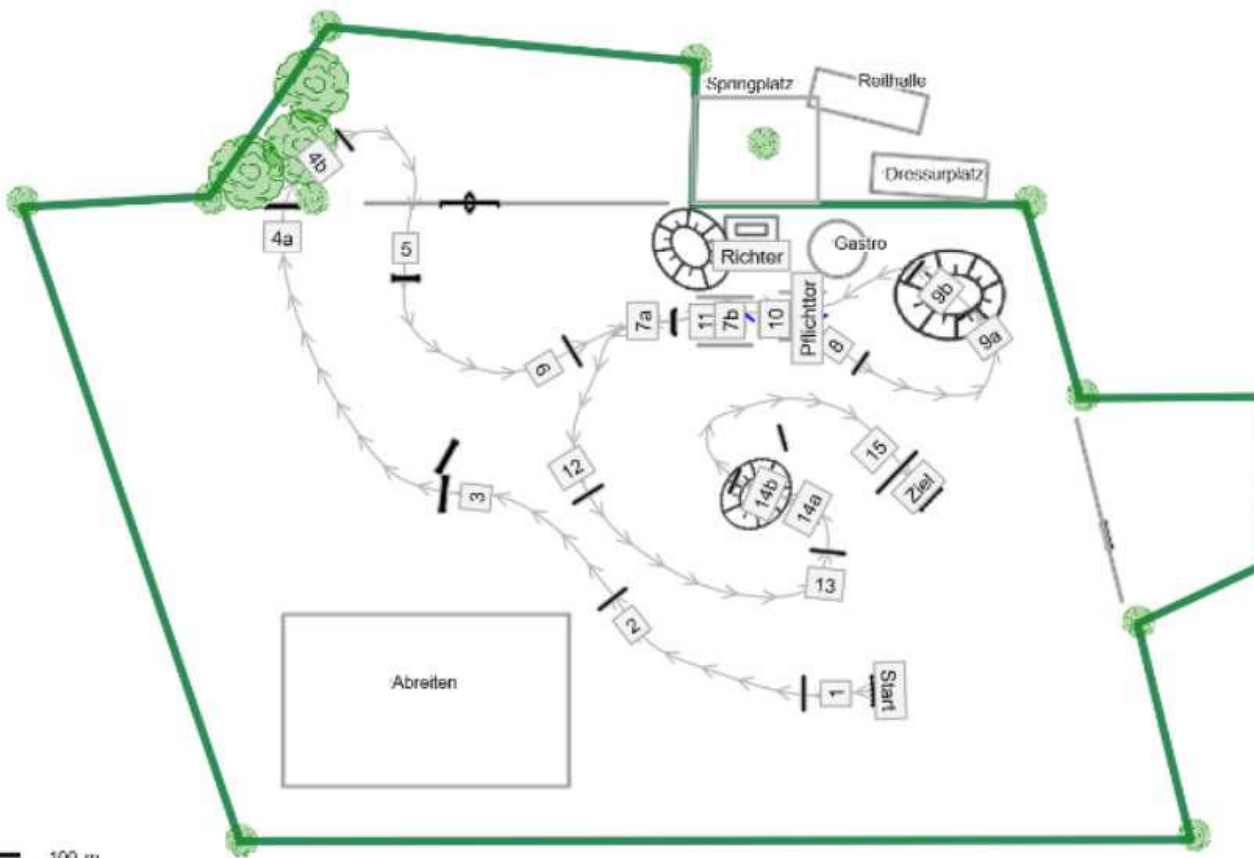 Springplatz
Reithalle
Dressurplatz
4b
4a
5
Richter
Gastro
9b
9a
7a
11
7b
10
Pflichttor
8
6
12
3
15
Ziel
14b
14a
13
2
1
Start
Abreiten
100 m